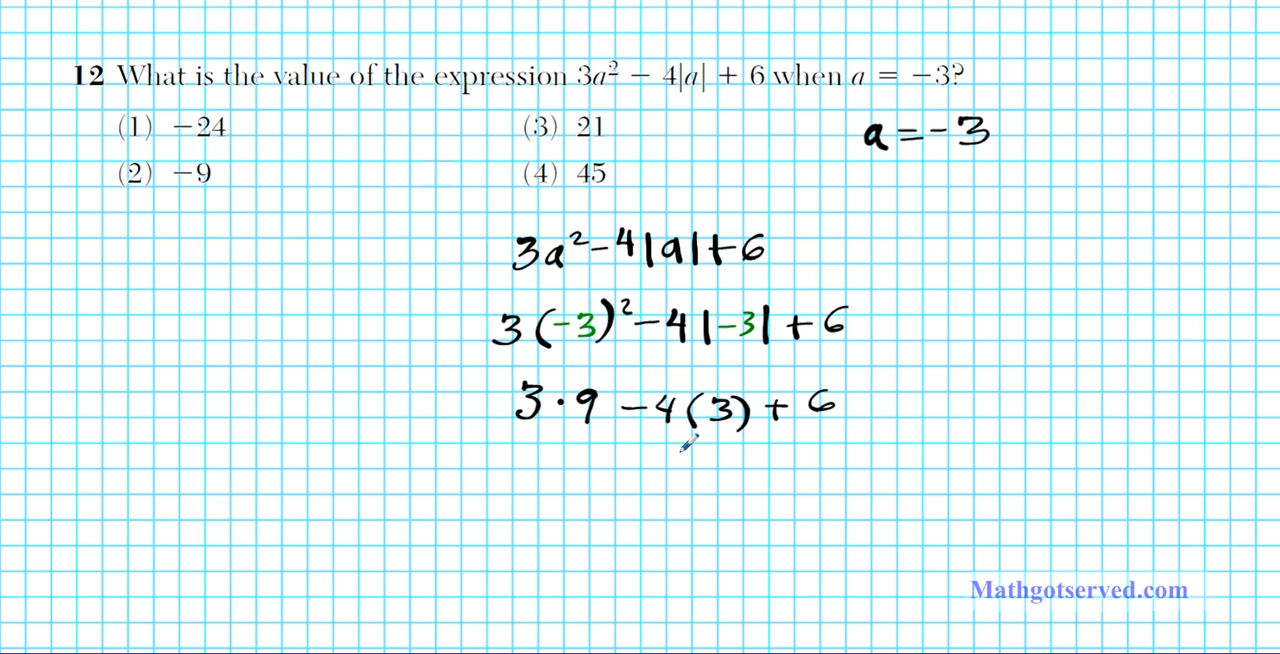 12 What is the value of the expression 3a² − 4|a| + 6 when a = −3?
(1) −24 (3) 21
a = -3
(2) −9 (4) 45
3a² - 4|a| + 6
3(-3)² - 4|-3| + 6
3 · 9 - 4(3) + 6
Mathgotserved.com